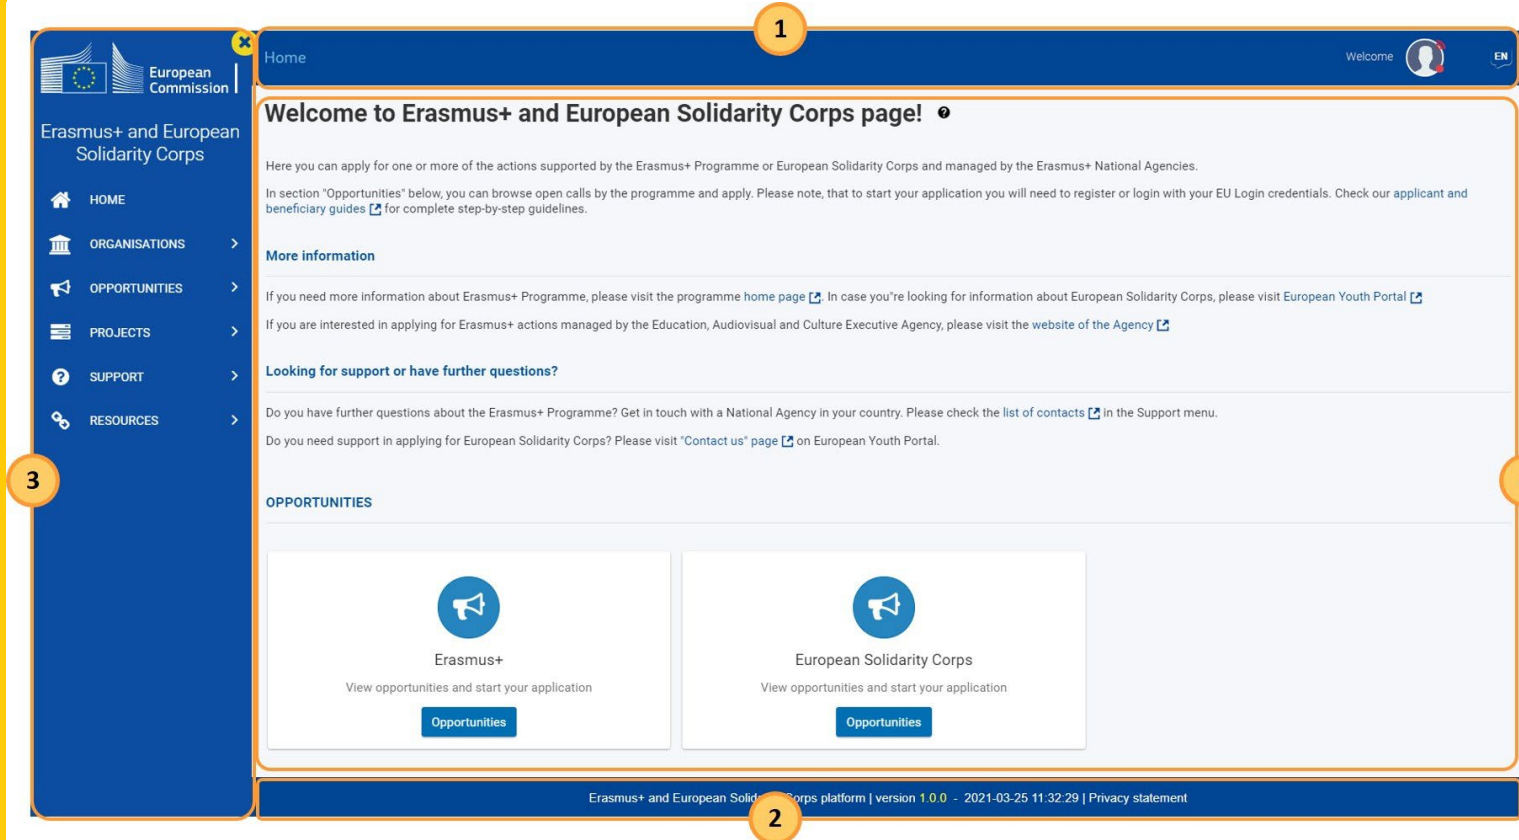 1
European
Commission
Home
Welcome
EN
Erasmus+ and European
Solidarity Corps
HOME
ORGANISATIONS
OPPORTUNITIES
PROJECTS
SUPPORT
RESOURCES
3
Welcome to Erasmus+ and European Solidarity Corps page!
Here you can apply for one or more of the actions supported by the Erasmus+ Programme or European Solidarity Corps and managed by the Erasmus+ National Agencies.
In section "Opportunities" below, you can browse open calls by the programme and apply. Please note, that to start your application you will need to register or login with your EU Login credentials. Check our applicant and
beneficiary guides for complete step-by-step guidelines.
More information
If you need more information about Erasmus+ Programme, please visit the programme home page. In case you"re looking for information about European Solidarity Corps, please visit European Youth Portal
If you are interested in applying for Erasmus+ actions managed by the Education, Audiovisual and Culture Executive Agency, please visit the website of the Agency
Looking for support or have further questions?
Do you have further questions about the Erasmus+ Programme? Get in touch with a National Agency in your country. Please check the list of contacts in the Support menu.
Do you need support in applying for European Solidarity Corps? Please visit "Contact us" page on European Youth Portal.
OPPORTUNITIES
Erasmus+
View opportunities and start your application
Opportunities
European Solidarity Corps
View opportunities and start your application
Opportunities
Erasmus+ and European Corps platform | version 1.0.0 - 2021-03-25 11:32:29 | Privacy statement
2